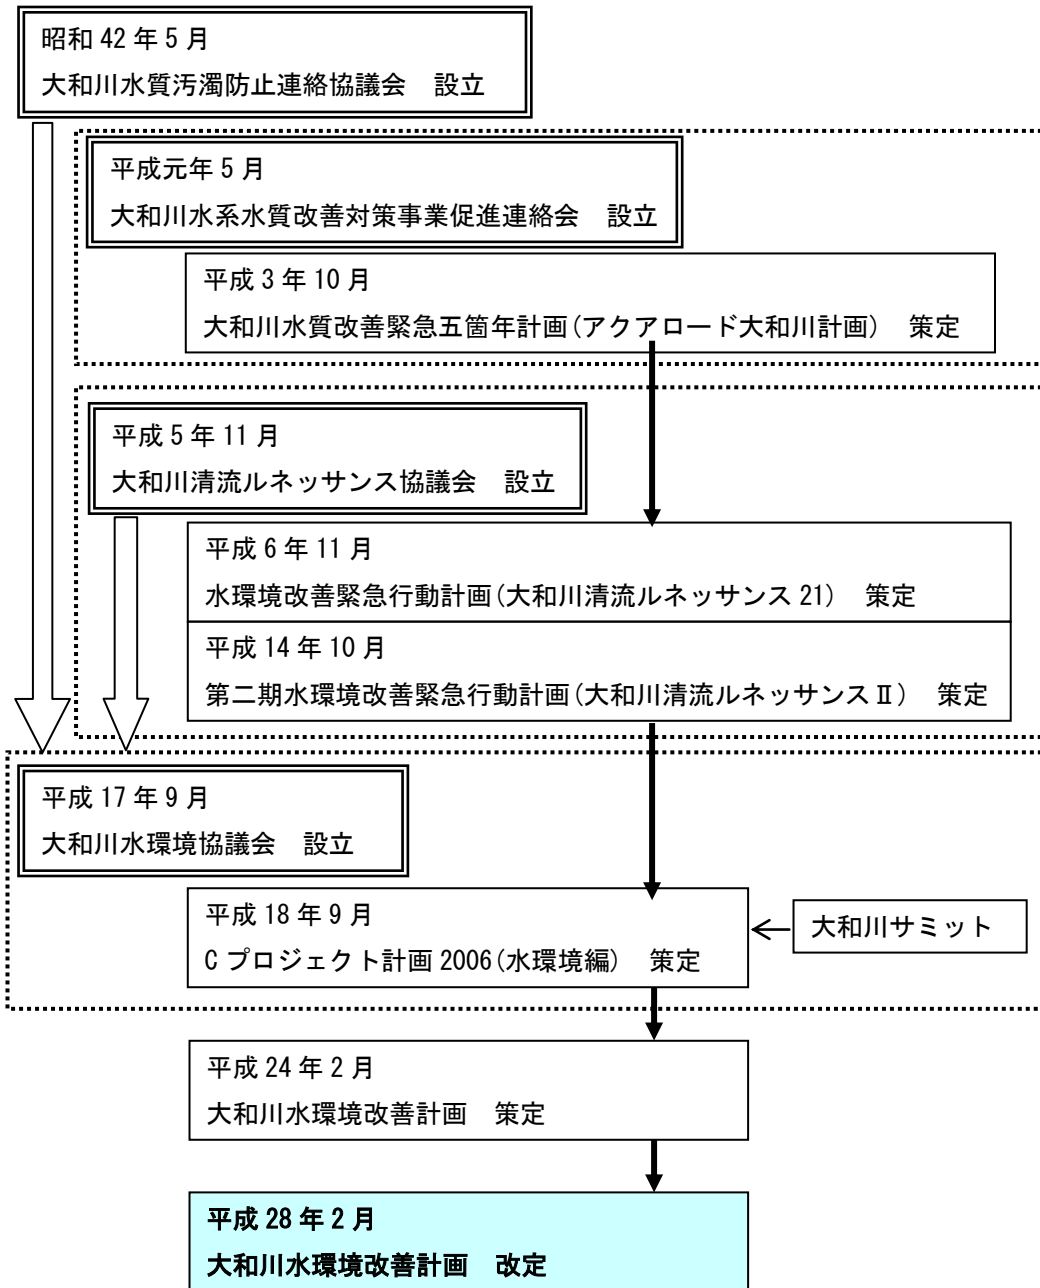 昭和 42 年 5 月
大和川水質汚濁防止連絡協議会　設立
平成元年 5 月
大和川水系水質改善対策事業促進連絡会　設立
平成 3 年 10 月
大和川水質改善緊急五箇年計画(アクアロード大和川計画)　策定
平成 5 年 11 月
大和川清流ルネッサンス協議会　設立
平成 6 年 11 月
水環境改善緊急行動計画(大和川清流ルネッサンス 21)　策定
平成 14 年 10 月
第二期水環境改善緊急行動計画(大和川清流ルネッサンスⅡ)　策定
平成 17 年 9 月
大和川水環境協議会　設立
平成 18 年 9 月
C プロジェクト計画 2006(水環境編)　策定
大和川サミット
平成 24 年 2 月
大和川水環境改善計画　策定
平成 28 年 2 月
大和川水環境改善計画　改定